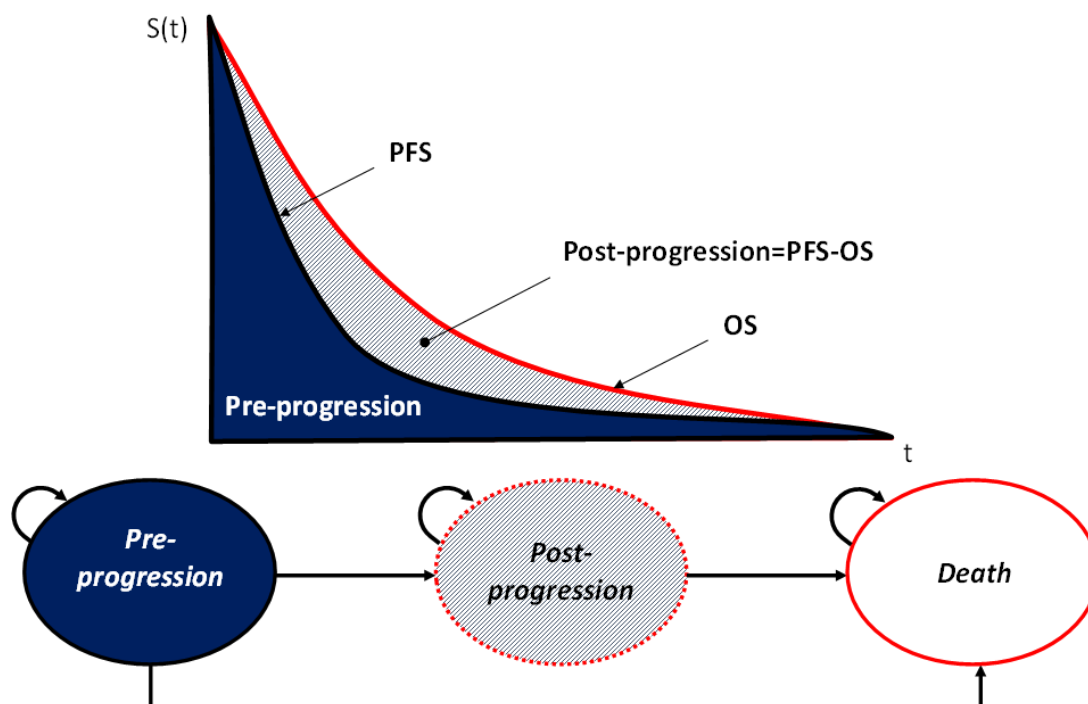 S(t)
PFS
Post-progression=PFS-OS
OS
Pre-progression
t
Pre-
progression
Post-
progression
Death